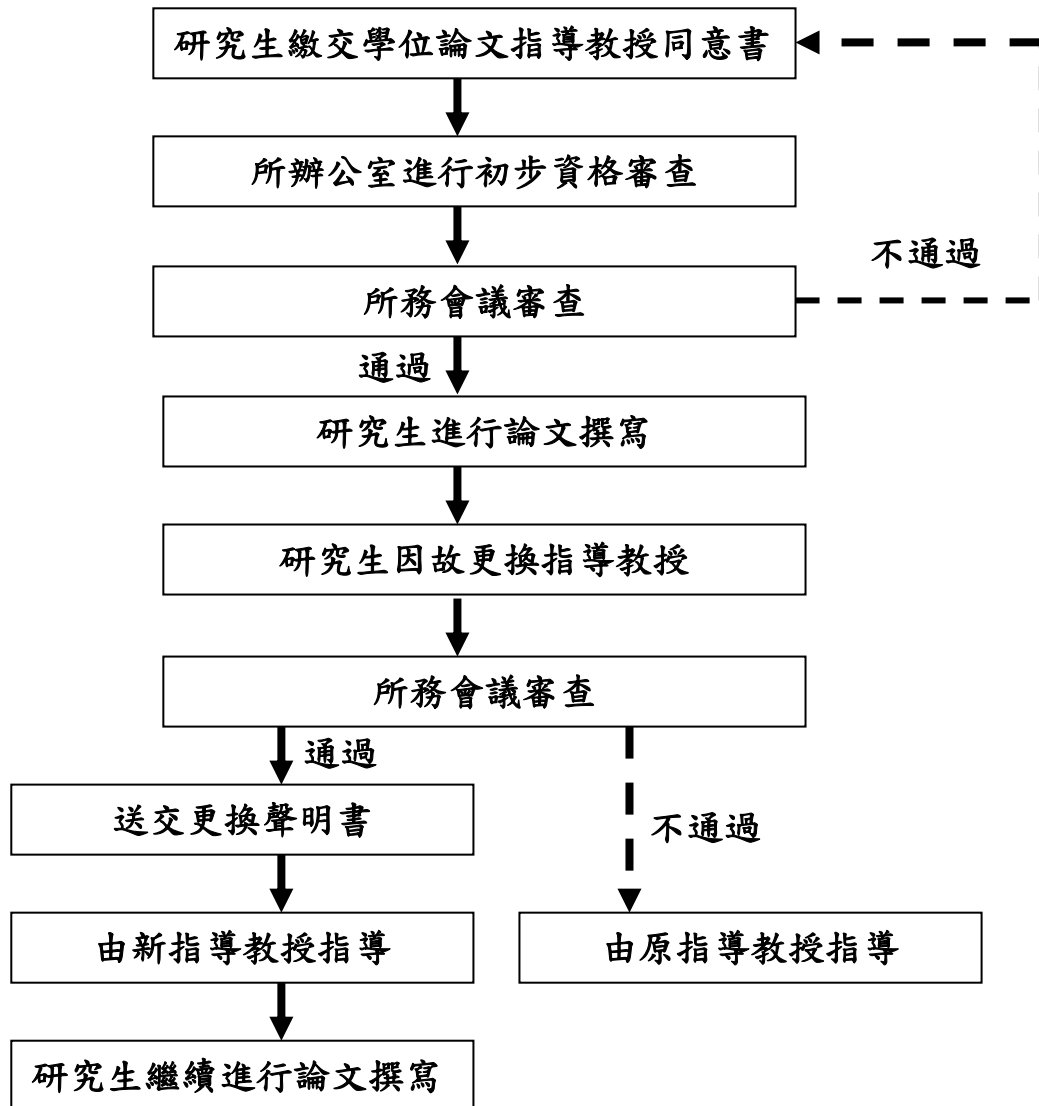 研究生繳交學位論文指導教授同意書
所辦公室進行初步資格審查
不通過
所務會議審查
通過
研究生進行論文撰寫
研究生因故更換指導教授
所務會議審查
通過
送交更換聲明書
不通過
由新指導教授指導
由原指導教授指導
研究生繼續進行論文撰寫